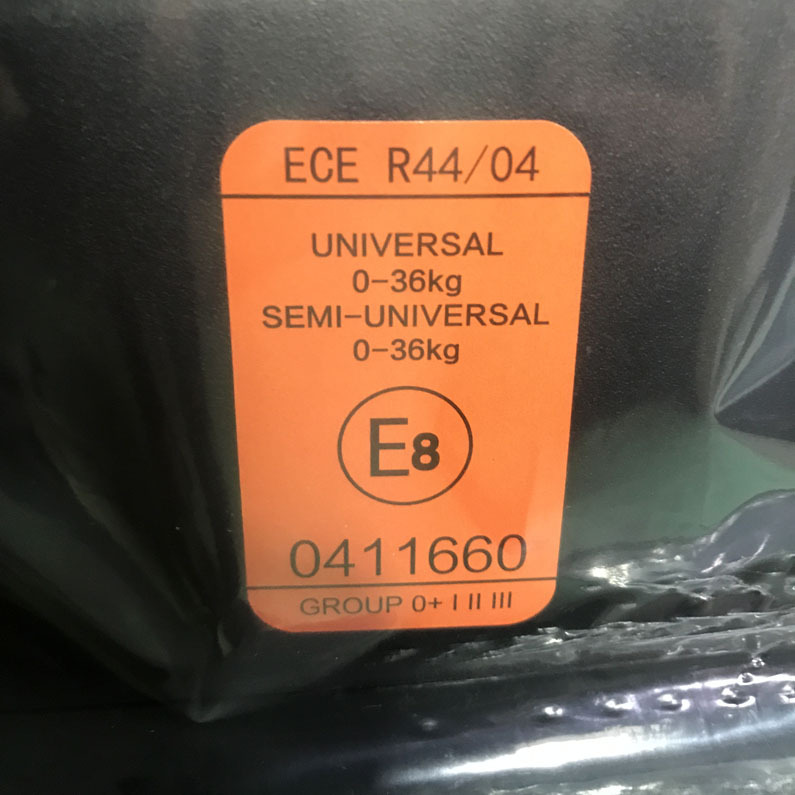 ECE R44/04
UNIVERSAL
0-36kg
SEMI-UNIVERSAL
0-36kg
E8
0411660
GROUP 0+ I II III